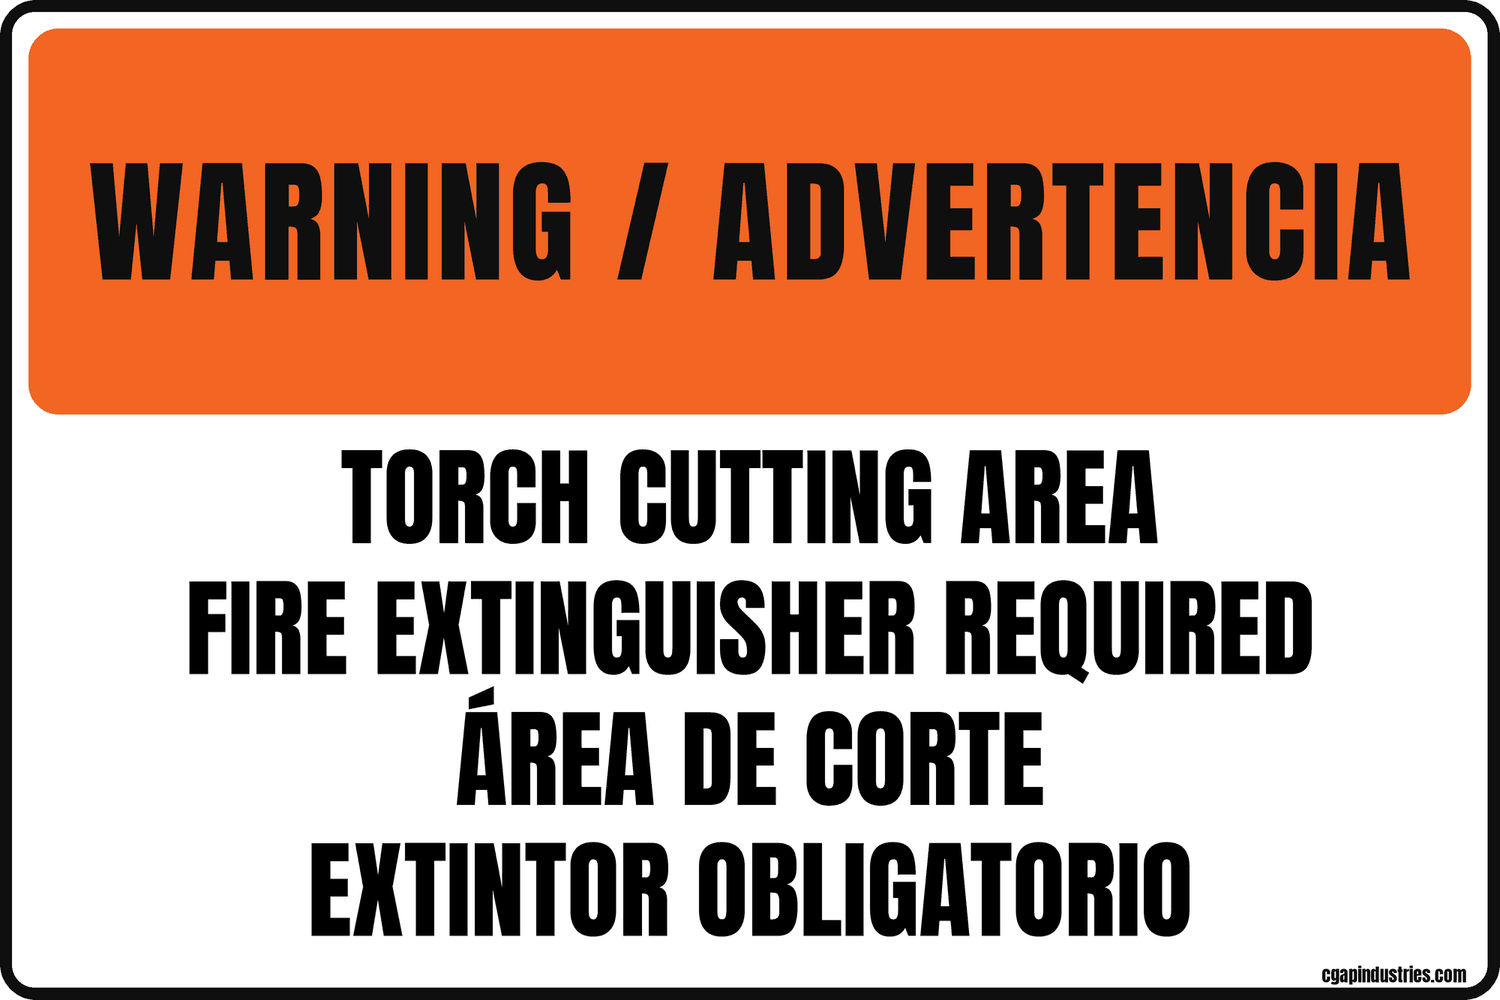 WARNING / ADVERTENCIA
TORCH CUTTING AREA
FIRE EXTINGUISHER REQUIRED
ÁREA DE CORTE
EXTINTOR OBLIGATORIO
cgapindustries.com